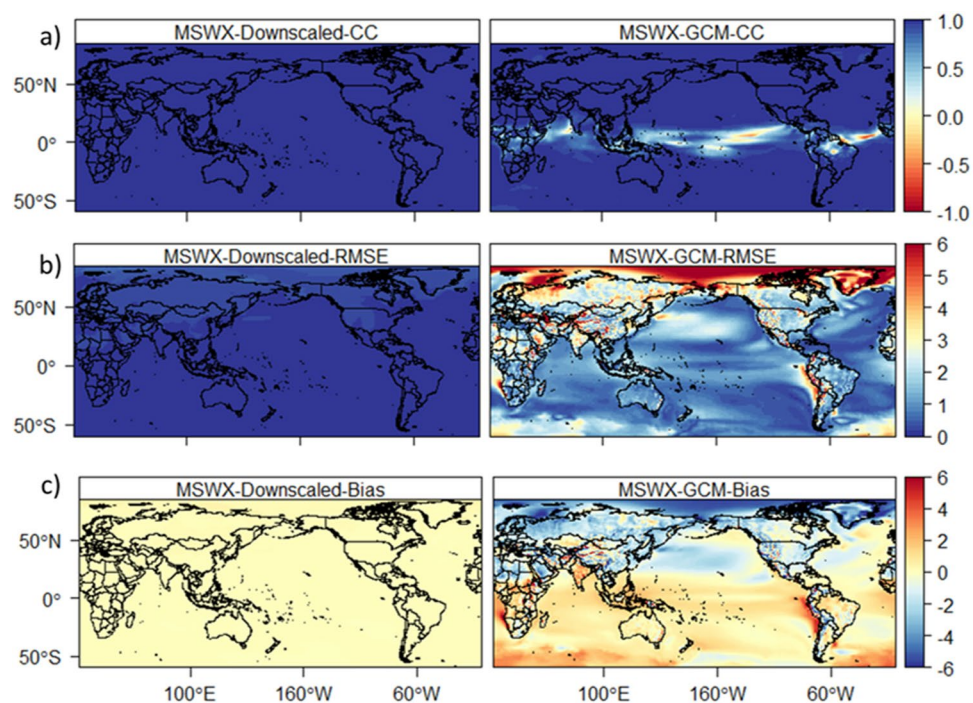 a)
MSWX-Downscaled-CC
MSWX-GCM-CC
50°N
0°
50°S
1.0
0.5
0.0
-0.5
-1.0
b)
MSWX-Downscaled-RMSE
MSWX-GCM-RMSE
50°N
0°
50°S
6
5
4
3
2
1
0
c)
MSWX-Downscaled-Bias
MSWX-GCM-Bias
50°N
0°
50°S
6
4
2
0
-2
-4
-6
100°E
160°W
60°W
100°E
160°W
60°W